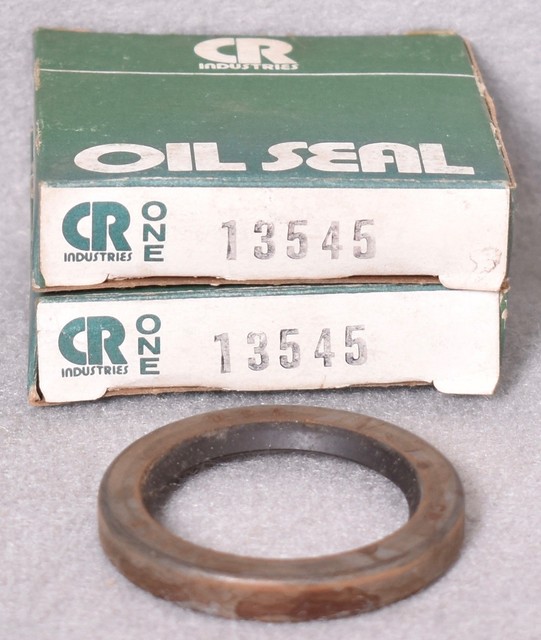 CR
INDUSTRIES
OIL SEAL
CR
INDUSTRIES
ONE
13545
CR
INDUSTRIES
ONE
13545